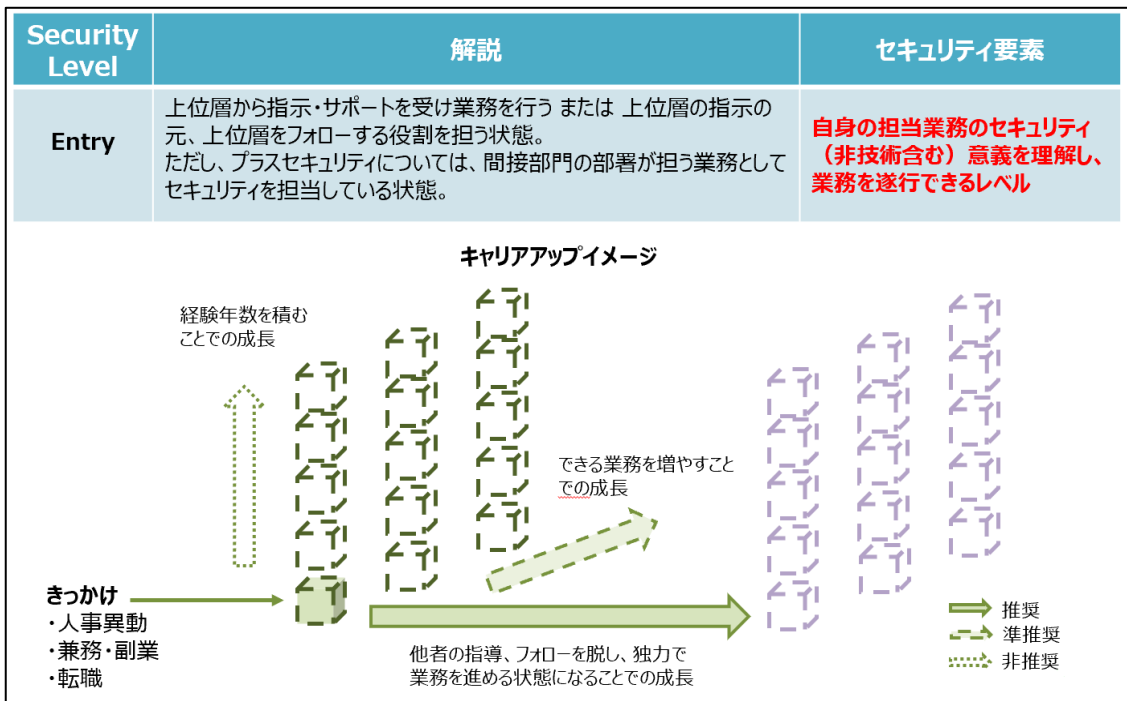 Security
Level
解説
セキュリティ要素
Entry
上位層から指示・サポートを受け業務を行う または 上位層の指示の
元、上位層をフォローする役割を担う状態。
ただし、プラスセキュリティについては、間接部門の部署が担う業務として
セキュリティを担当している状態。
自身の担当業務のセキュリティ
（非技術含む）意義を理解し、
業務を遂行できるレベル
キャリアアップイメージ
経験年数を積む
ことでの成長
できる業務を増やすこと
での成長
きっかけ
・人事異動
・兼務・副業
・転職
他者の指導、フォローを脱し、独力で
業務を進める状態になることでの成長
推奨
準推奨
非推奨